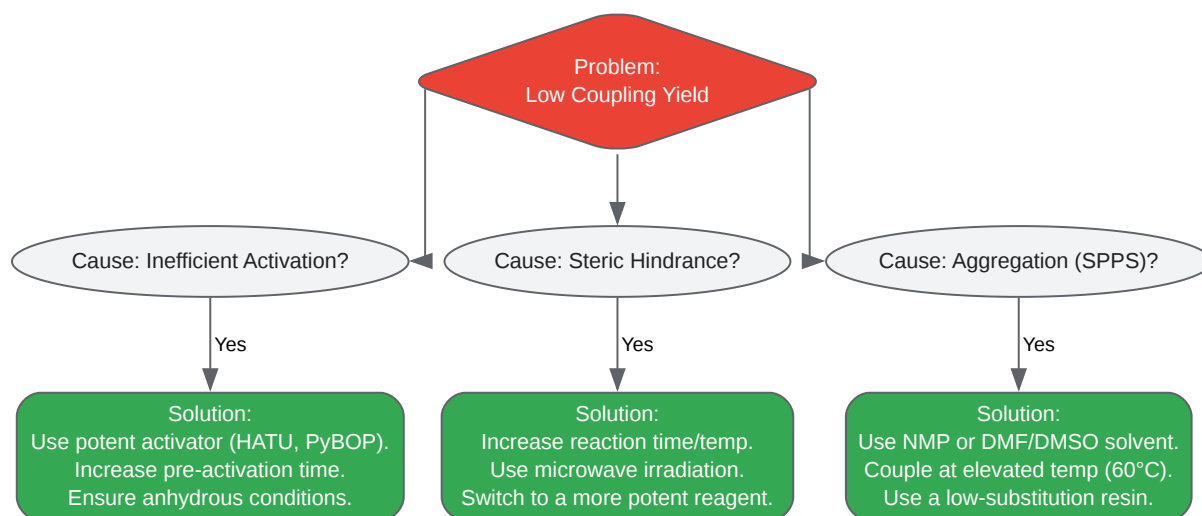 Problem:
Low Coupling Yield
Cause: Inefficient Activation?
Cause: Steric Hindrance?
Cause: Aggregation (SPPS)?
Yes
Yes
Yes
Solution:
Use potent activator (HATU, PyBOP).
Increase pre-activation time.
Ensure anhydrous conditions.
Solution:
Increase reaction time/temp.
Use microwave irradiation.
Switch to a more potent reagent.
Solution:
Use NMP or DMF/DMSO solvent.
Couple at elevated temp (60°C).
Use a low-substitution resin.